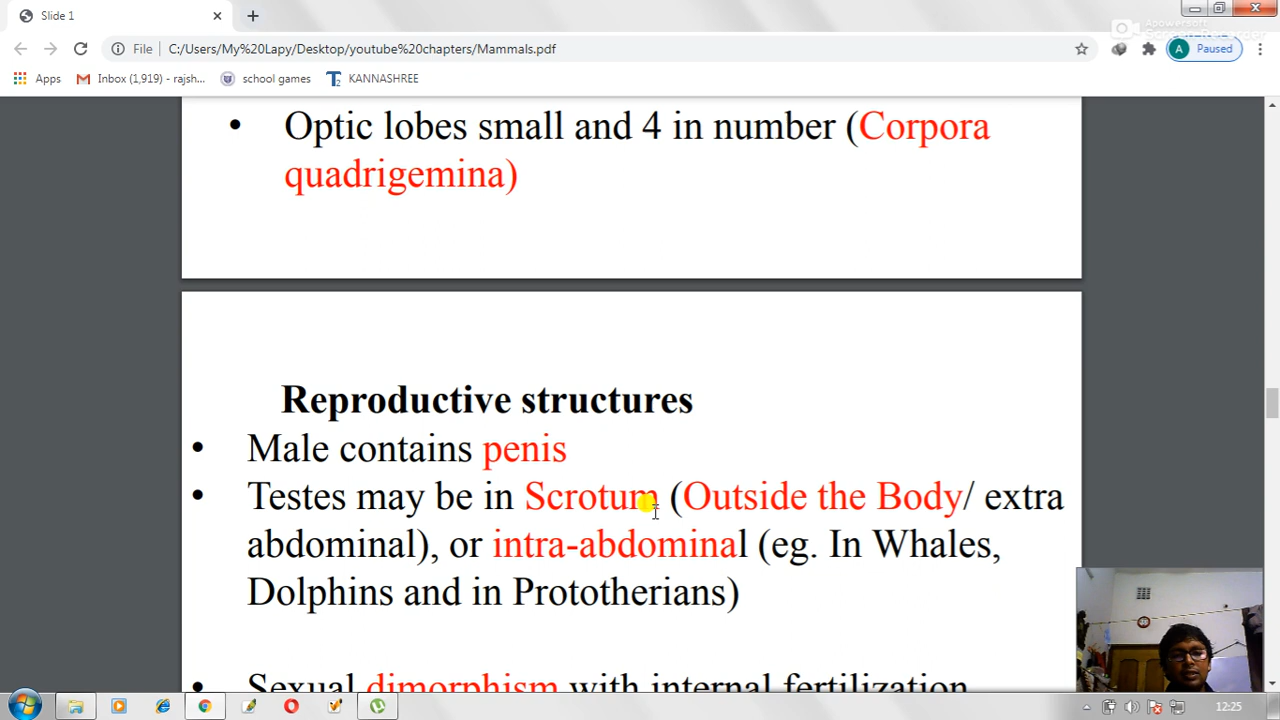 Slide 1
Apowersoft
Screen Recorder
File C:/Users/My%20Lapy/Desktop/youtube%20chapters/Mammals.pdf
A Paused
Apps Inbox (1,919) - rajsh... school games KANNASHREE
• Optic lobes small and 4 in number (Corpora
quadrigemina)
Reproductive structures
• Male contains penis
• Testes may be in Scrotum (Outside the Body/ extra
abdominal), or intra-abdominal (eg. In Whales,
Dolphins and in Prototherians)
• Sexual dimorphism with internal fertilization
12:25